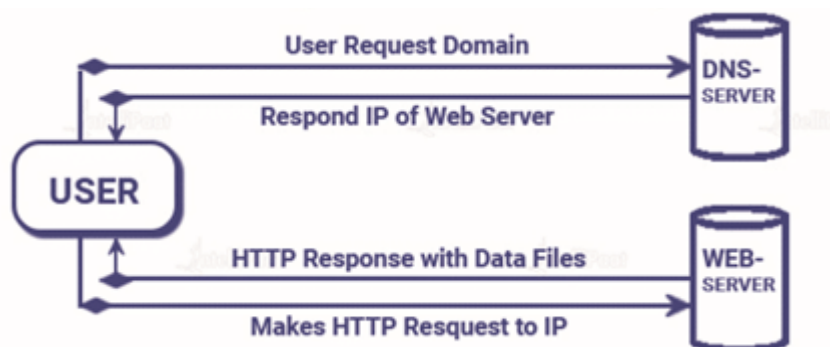 User Request Domain
DNS-
SERVER
Respond IP of Web Server
USER
HTTP Response with Data Files
WEB-
SERVER
Makes HTTP Resquest to IP